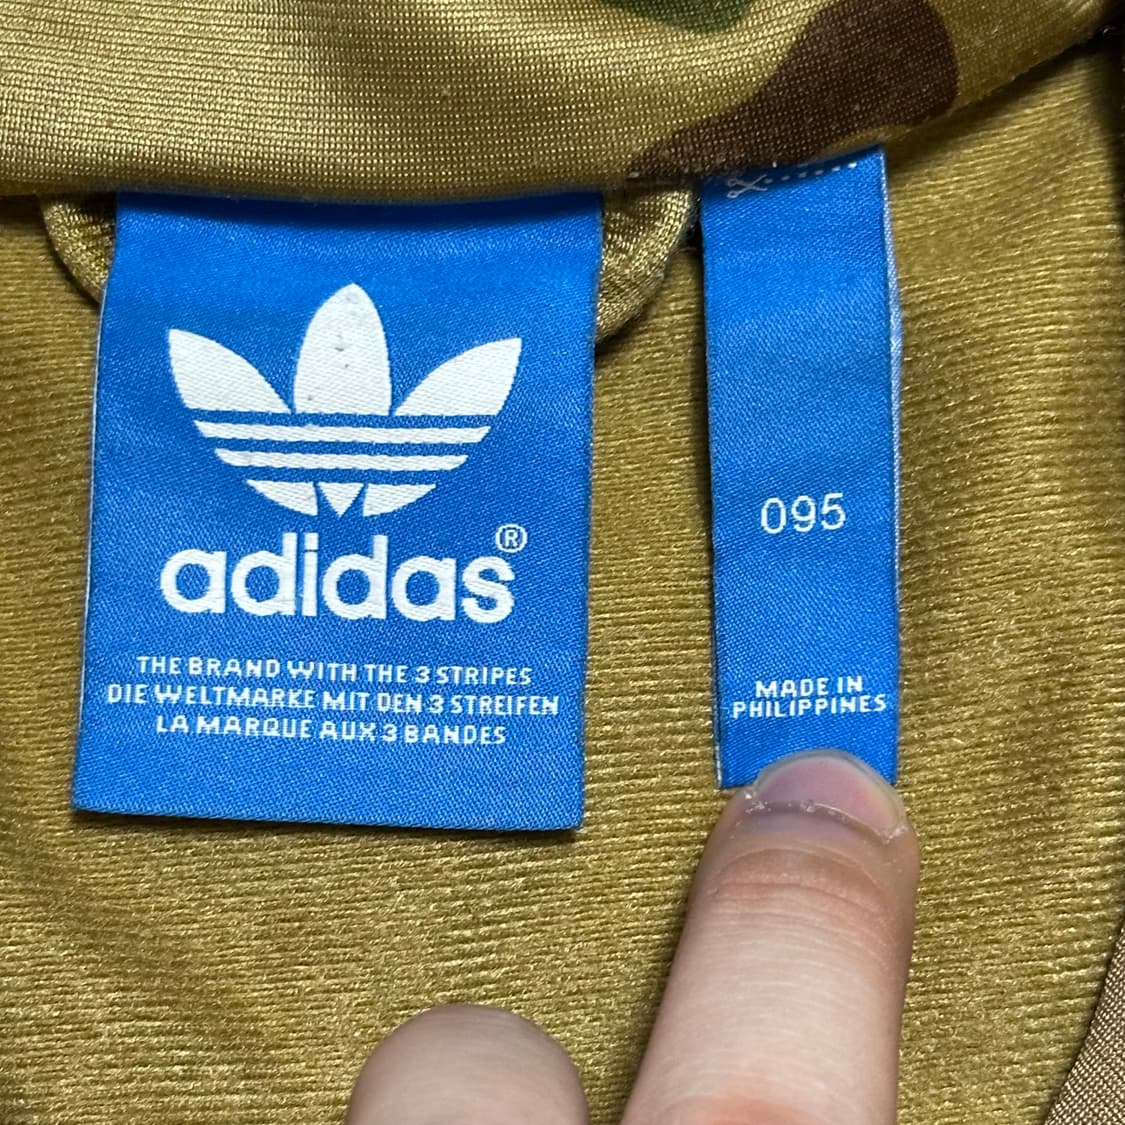 adidas®
THE BRAND WITH THE 3 STRIPES
DIE WELTMARKE MIT DEN 3 STREIFEN
LA MARQUE AUX 3 BANDES
095
MADE IN
PHILIPPINES